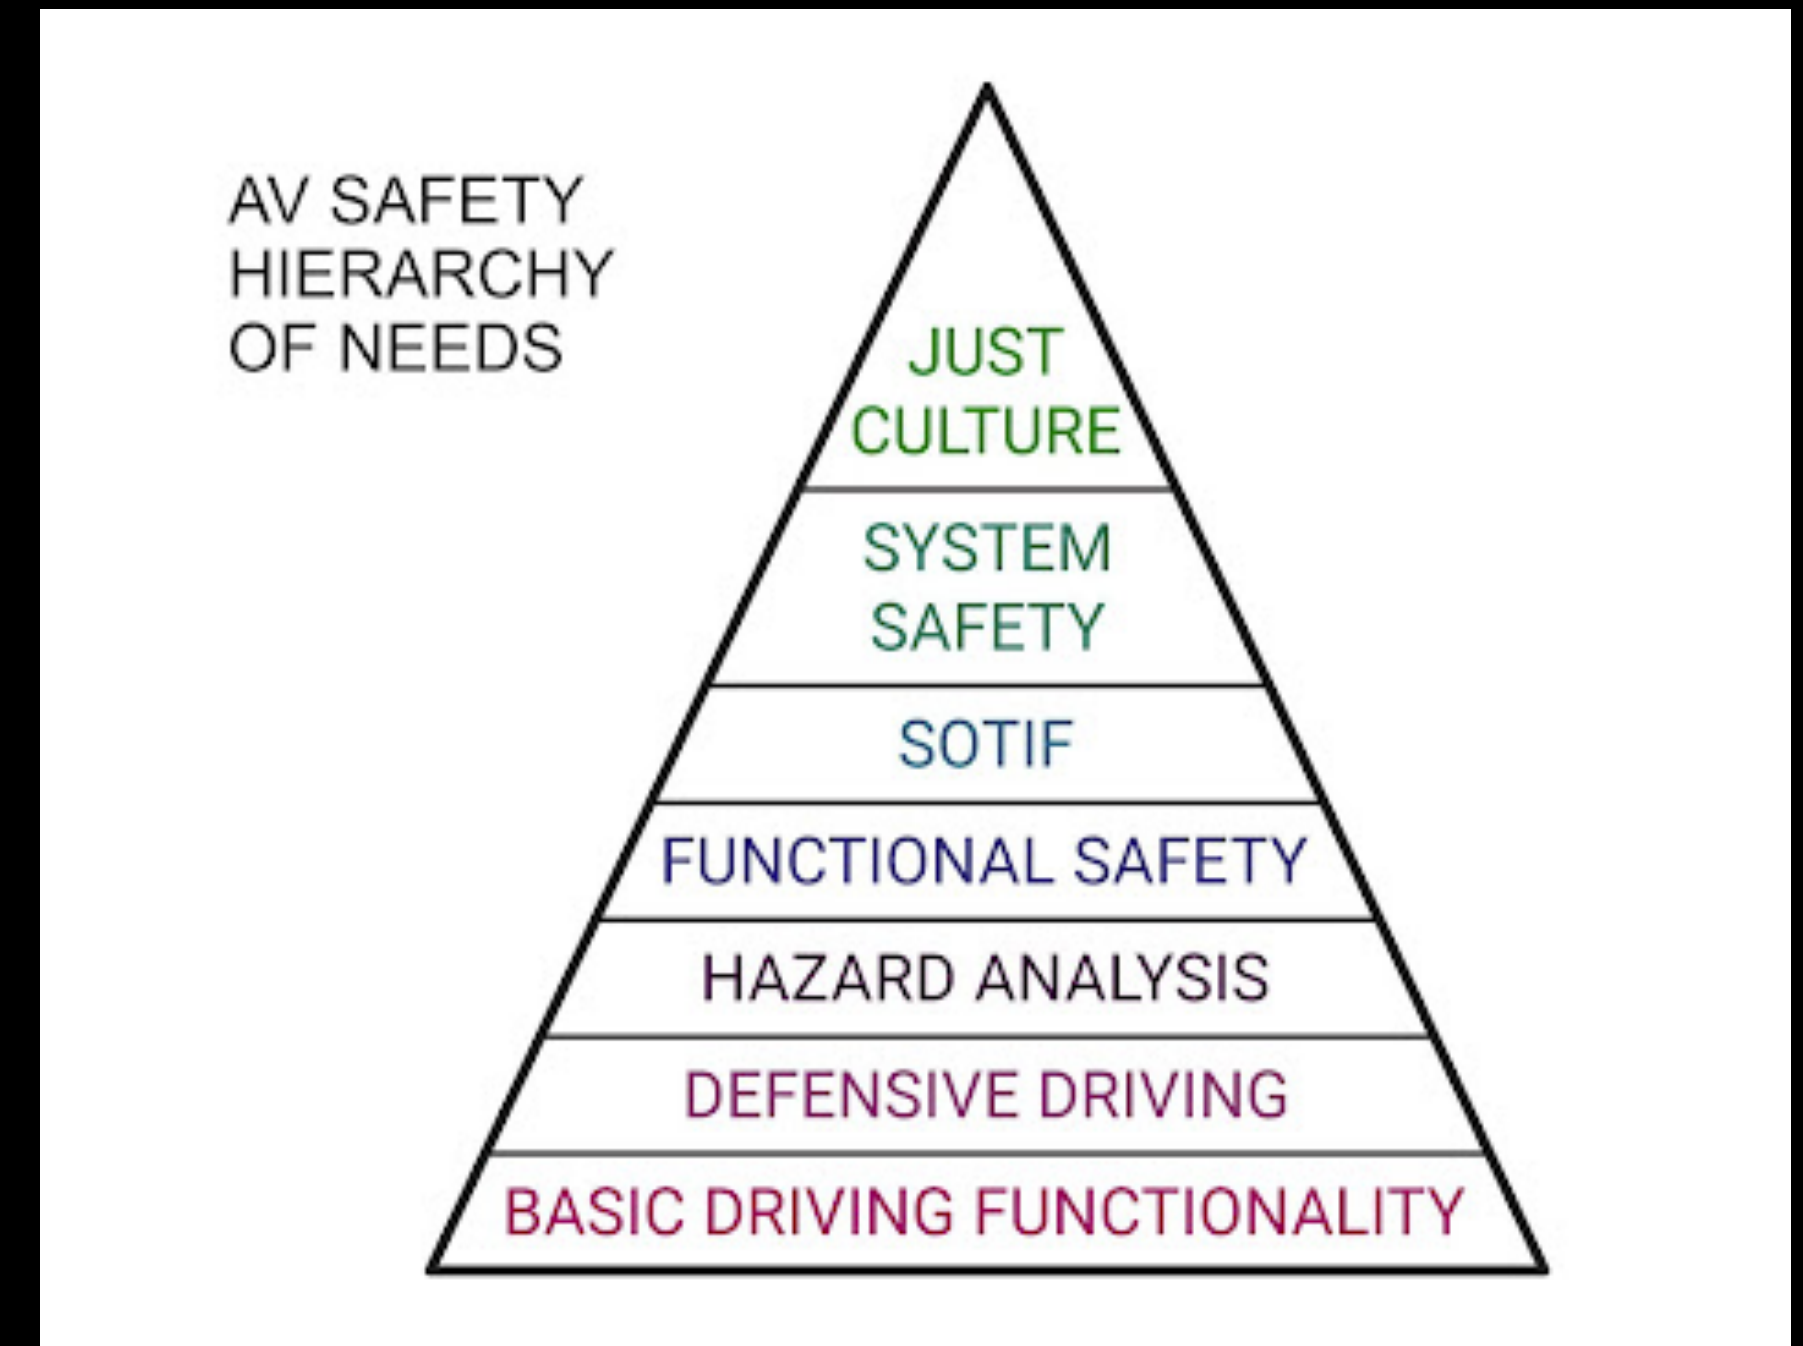 AV SAFETY
HIERARCHY
OF NEEDS
JUST
CULTURE
SYSTEM
SAFETY
SOTIF
FUNCTIONAL SAFETY
HAZARD ANALYSIS
DEFENSIVE DRIVING
BASIC DRIVING FUNCTIONALITY